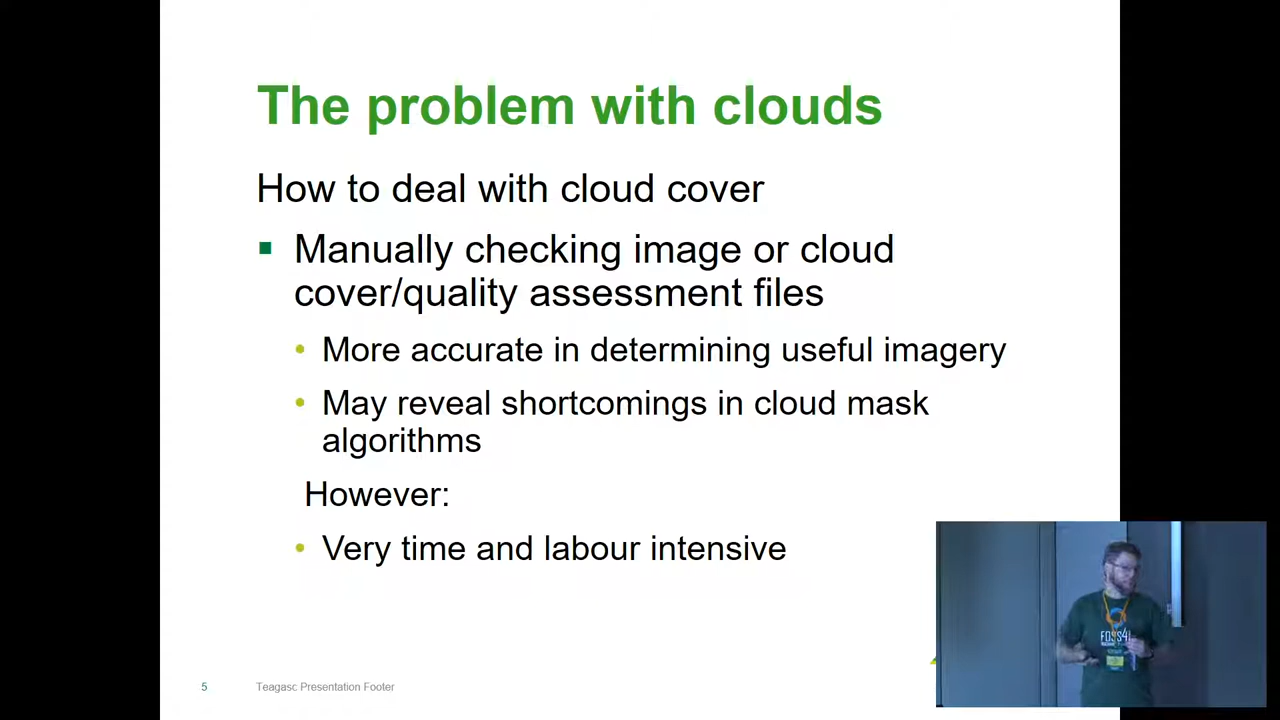 The problem with clouds
How to deal with cloud cover
Manually checking image or cloud
cover/quality assessment files
More accurate in determining useful imagery
May reveal shortcomings in cloud mask
algorithms
However:
Very time and labour intensive
5 Teagasc Presentation Footer
FOSS4